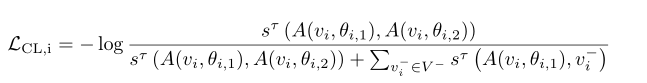 \mathcal{L}_{\mathrm{CL,i}} = -\log \frac{s^{\tau}\left(A(v_i, \theta_{i,1}), A(v_i, \theta_{i,2})\right)}{s^{\tau}\left(A(v_i, \theta_{i,1}), A(v_i, \theta_{i,2})\right) + \sum_{v_i^- \in V^-} s^{\tau}\left(A(v_i, \theta_{i,1}), v_i^-\right)}